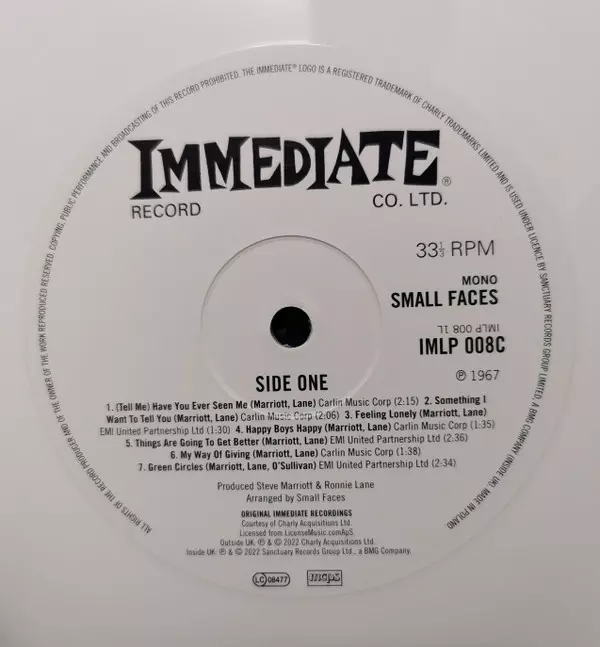 ALL RIGHTS OF THE RECORD PRODUCER AND OF THE OWNER OF THE WORK REPRODUCED RESERVED. COPYING, PUBLIC PERFORMANCE AND BROADCASTING OF THIS RECORD PROHIBITED. THE IMMEDIATE® LOGO IS A REGISTERED TRADEMARK OF CHARLY TRADEMARKS LIMITED AND IS USED UNDER LICENCE BY SANCTUARY RECORDS GROUP LIMITED, A BMG COMPANY (INSIDE UK). MADE IN POLAND.
IMMEDIATE®
RECORD CO. LTD.
33⅓ RPM
MONO
SMALL FACES
IMLP 008 1L
IMLP 008C
℗ 1967
SIDE ONE
1. (Tell Me) Have You Ever Seen Me (Marriott, Lane) Carlin Music Corp (2:15) 2. Something I
Want To Tell You (Marriott, Lane) Carlin Music Corp (2:06) 3. Feeling Lonely (Marriott, Lane)
EMI United Partnership Ltd (1:30) 4. Happy Boys Happy (Marriott, Lane) Carlin Music Corp (1:35)
5. Things Are Going To Get Better (Marriott, Lane) EMI United Partnership Ltd (2:36)
6. My Way Of Giving (Marriott, Lane) Carlin Music Corp (1:38)
7. Green Circles (Marriott, Lane, O'Sullivan) EMI United Partnership Ltd (2:34)
Produced Steve Marriott & Ronnie Lane
Arranged by Small Faces
ORIGINAL IMMEDIATE RECORDINGS
Courtesy of Charly Acquisitions Ltd.
Licensed from LicenseMusic.comApS
Outside UK: ℗ & © 2022 Charly Acquisitions Ltd.
Inside UK: ℗ & © 2022 Sanctuary Records Group Ltd., a BMG Company.
LC 08477 mcps